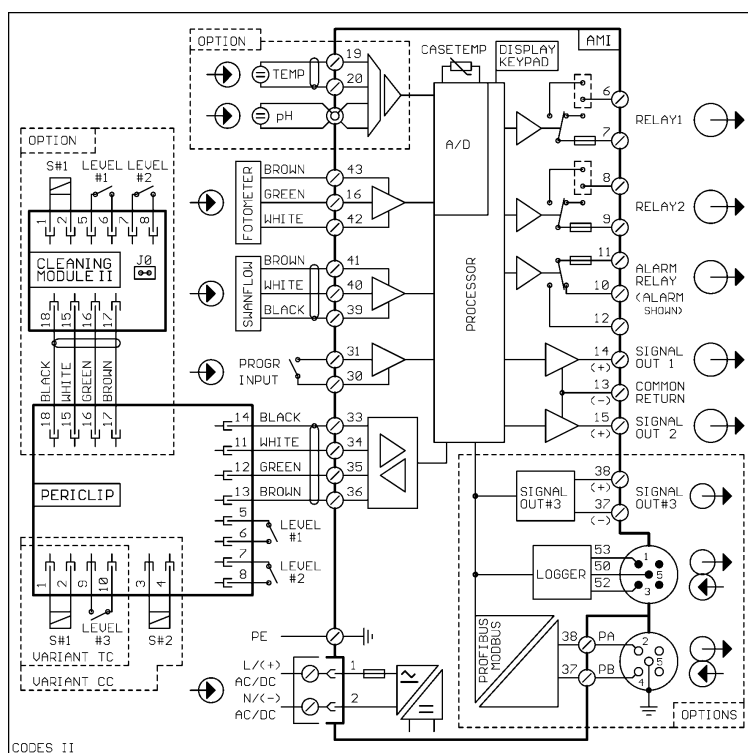 OPTION
19
TEMP
20
pH
CASETEMP
DISPLAY
KEYPAD
AMI
A/D
PROCESSOR
6
RELAY1
7
8
RELAY2
9
11
ALARM
RELAY
10
(ALARM
SHOWN)
12
14
(+)
SIGNAL
OUT 1
13
(-)
COMMON
RETURN
15
(+)
SIGNAL
OUT 2
FOTOMETER
BROWN
43
GREEN
16
WHITE
42
SWANFLOW
BROWN
41
WHITE
40
BLACK
39
PROGR
INPUT
31
30
OPTION
S#1
LEVEL
#1
LEVEL
#2
1
2
5
6
7
8
CLEANING
MODULE II
J0
18
15
16
17
BLACK
WHITE
GREEN
BROWN
18
15
16
17
PERICLIP
14
BLACK
33
11
WHITE
34
12
GREEN
35
13
BROWN
36
5
6
LEVEL
#1
7
8
LEVEL
#2
1
2
9
10
3
4
S#1
LEVEL
#3
S#2
VARIANT TC
VARIANT CC
PE
L/(+)
AC/DC
1
N/(-)
AC/DC
2
SIGNAL
OUT#3
38
(+)
37
(-)
SIGNAL
OUT#3
LOGGER
53
50
52
1
5
3
PROFIBUS
MODBUS
38
PA
37
PB
2
5
4
OPTIONS
CODES II